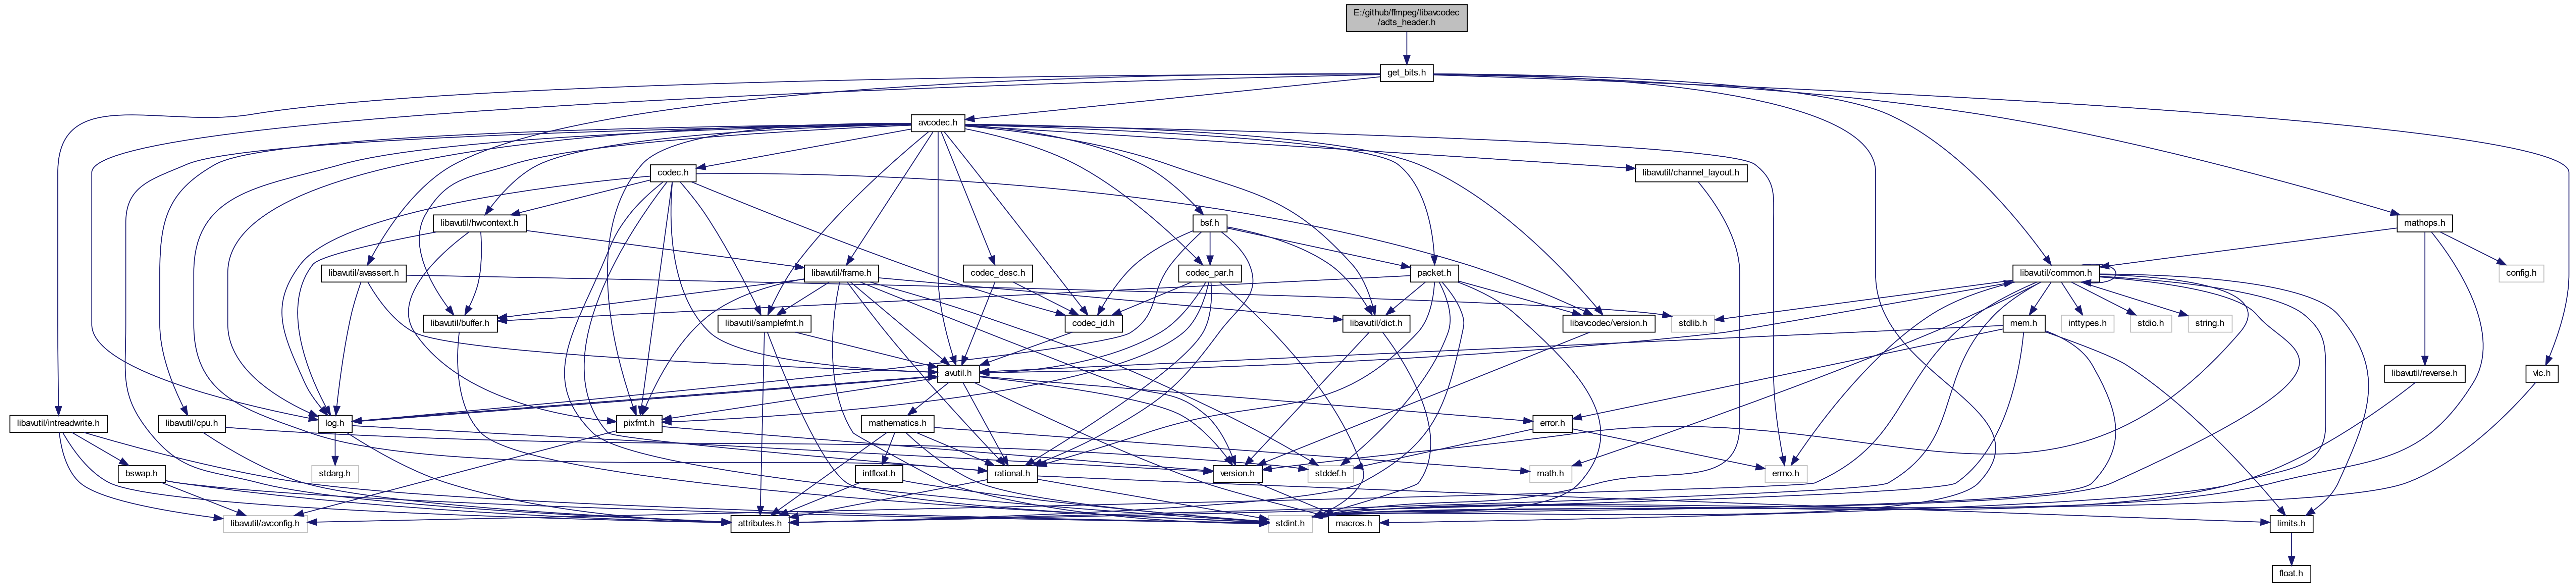 E:/github/ffmpeg/libavcodec
/adts_header.h
get_bits.h
avcodec.h
codec.h
libavutil/channel_layout.h
libavutil/hwcontext.h
bsf.h
mathops.h
libavutil/avassert.h
libavutil/frame.h
codec_desc.h
codec_par.h
packet.h
libavutil/common.h
config.h
libavutil/buffer.h
libavutil/samplefmt.h
codec_id.h
libavutil/dict.h
libavcodec/version.h
stdlib.h
inttypes.h
stdio.h
string.h
mem.h
avutil.h
libavutil/reverse.h
vlc.h
libavutil/intreadwrite.h
libavutil/cpu.h
log.h
pixfmt.h
mathematics.h
error.h
bswap.h
stdarg.h
intfloat.h
rational.h
version.h
stddef.h
math.h
errno.h
libavutil/avconfig.h
attributes.h
stdint.h
macros.h
limits.h
float.h